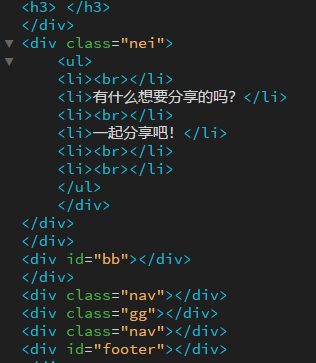 <h3> </h3>
</div>
<div class="nei">
<ul>
<li><br></li>
<li>有什么想要分享的吗？</li>
<li><br></li>
<li>一起分享吧！</li>
<li><br></li>
<li><br></li>
</ul>
</div>
</div>
</div>
<div id="bb"></div>
</div>
<div class="nav"></div>
<div class="gg"></div>
<div class="nav"></div>
<div id="footer"></div>